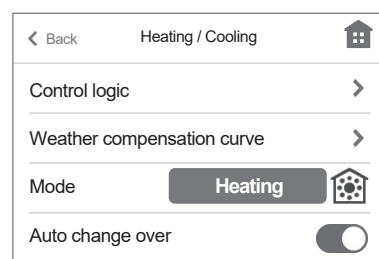 Back Heating / Cooling
Control logic
Weather compensation curve
Mode Heating
Auto change over